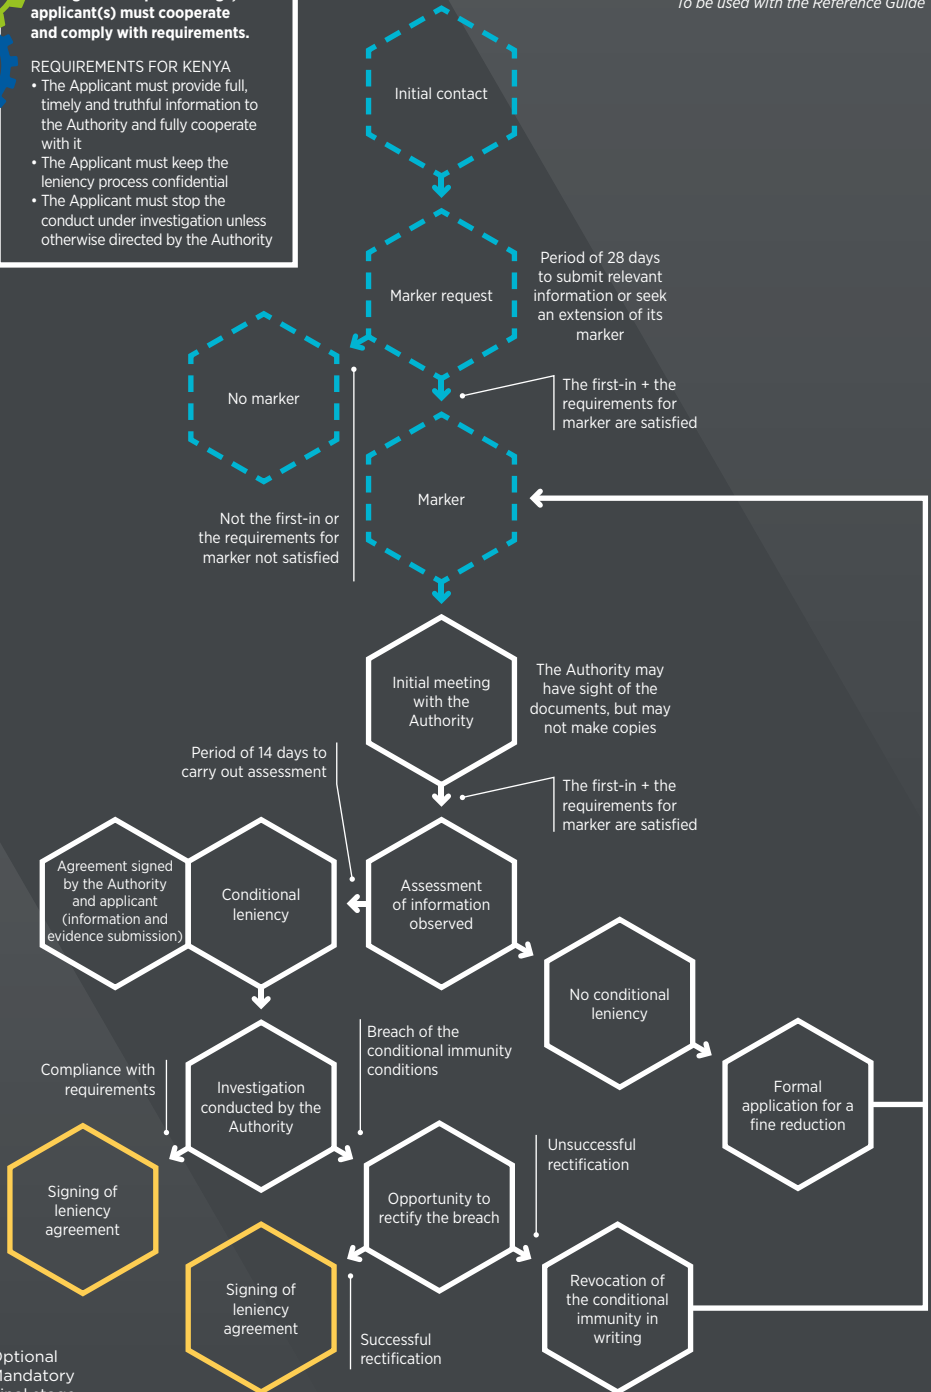 applicant(s) must cooperate
and comply with requirements.
To be used with the Reference Guide
REQUIREMENTS FOR KENYA
• The Applicant must provide full,
timely and truthful information to
the Authority and fully cooperate
with it
• The Applicant must keep the
leniency process confidential
• The Applicant must stop the
conduct under investigation unless
otherwise directed by the Authority
Initial contact
Marker request
Period of 28 days
to submit relevant
information or seek
an extension of its
marker
No marker
The first-in + the
requirements for
marker are satisfied
Marker
Not the first-in or
the requirements for
marker not satisfied
Initial meeting
with the
Authority
The Authority may
have sight of the
documents, but may
not make copies
Period of 14 days to
carry out assessment
The first-in + the
requirements for
marker are satisfied
Agreement signed
by the Authority
and applicant
(information and
evidence submission)
Conditional
leniency
Assessment
of information
observed
No conditional
leniency
Formal
application for a
fine reduction
Breach of the
conditional immunity
conditions
Compliance with
requirements
Investigation
conducted by the
Authority
Unsuccessful
rectification
Signing of
leniency
agreement
Opportunity to
rectify the breach
Signing of
leniency
agreement
Revocation of
the conditional
immunity in
writing
Successful
rectification
Optional
Mandatory